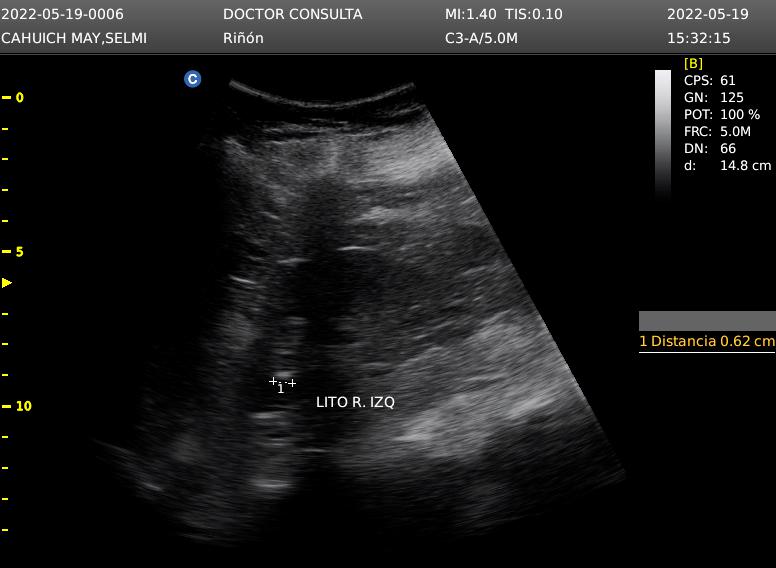 2022-05-19-0006 DOCTOR CONSULTA MI:1.40 TIS:0.10 2022-05-19
CAHUICH MAY,SELMI Riñón C3-A/5.0M 15:32:15
C
[B]
CPS: 61
GN: 125
POT: 100 %
FRC: 5.0M
DN: 66
d: 14.8 cm
0
5
10
1 Distancia 0.62 cm
1
LITO R. IZQ